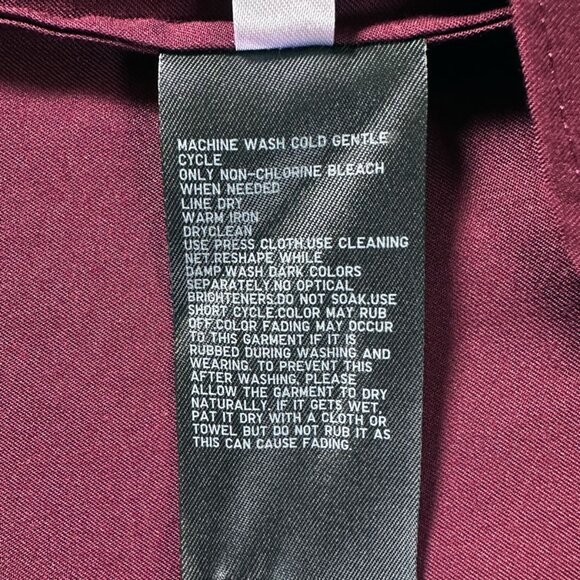 MACHINE WASH COLD GENTLE
CYCLE
ONLY NON-CHLORINE BLEACH
WHEN NEEDED
LINE DRY
WARM IRON
DRYCLEAN
USE PRESS CLOTH.USE CLEANING
NET.RESHAPE WHILE
DAMP.WASH DARK COLORS
SEPARATELY.NO OPTICAL
BRIGHTENERS.DO NOT SOAK.USE
SHORT CYCLE.COLOR MAY RUB
OFF.COLOR FADING MAY OCCUR
TO THIS GARMENT IF IT IS
RUBBED DURING WASHING AND
WEARING. TO PREVENT THIS
AFTER WASHING, PLEASE
ALLOW THE GARMENT TO DRY
NATURALLY. IF IT GETS WET,
PAT IT DRY WITH A CLOTH OR
TOWEL BUT DO NOT RUB IT AS
THIS CAN CAUSE FADING.